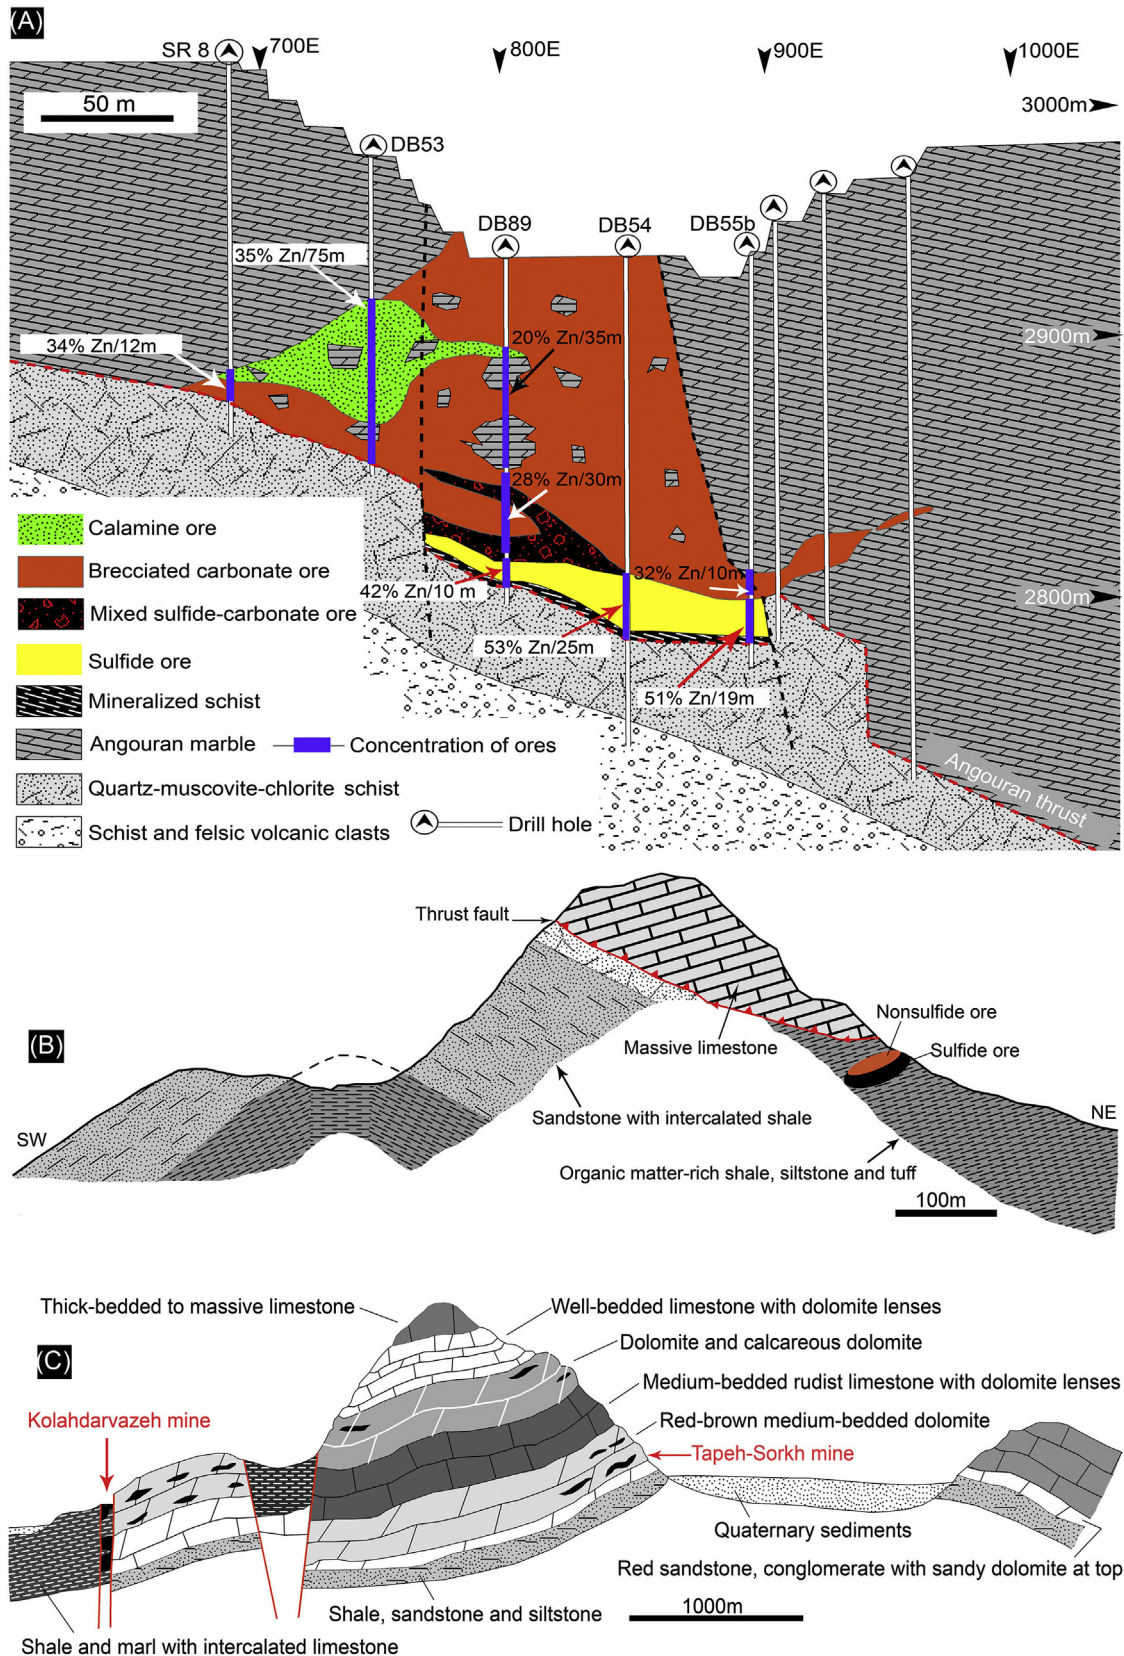 (A)
SR 8
700E
800E
900E
1000E
50 m
3000m
DB53
DB89
DB54
DB55b
35% Zn/75m
34% Zn/12m
20% Zn/35m
2900m
28% Zn/30m
42% Zn/10 m
32% Zn/10m
2800m
53% Zn/25m
51% Zn/19m
Calamine ore
Brecciated carbonate ore
Mixed sulfide-carbonate ore
Sulfide ore
Mineralized schist
Angouran marble
Concentration of ores
Quartz-muscovite-chlorite schist
Schist and felsic volcanic clasts
Drill hole
Angouran thrust
(B)
Thrust fault
Massive limestone
Nonsulfide ore
Sulfide ore
SW
NE
Sandstone with intercalated shale
Organic matter-rich shale, siltstone and tuff
100m
(C)
Thick-bedded to massive limestone
Well-bedded limestone with dolomite lenses
Dolomite and calcareous dolomite
Medium-bedded rudist limestone with dolomite lenses
Kolahdarvazeh mine
Red-brown medium-bedded dolomite
Tapeh-Sorkh mine
Quaternary sediments
Red sandstone, conglomerate with sandy dolomite at top
Shale, sandstone and siltstone
1000m
Shale and marl with intercalated limestone